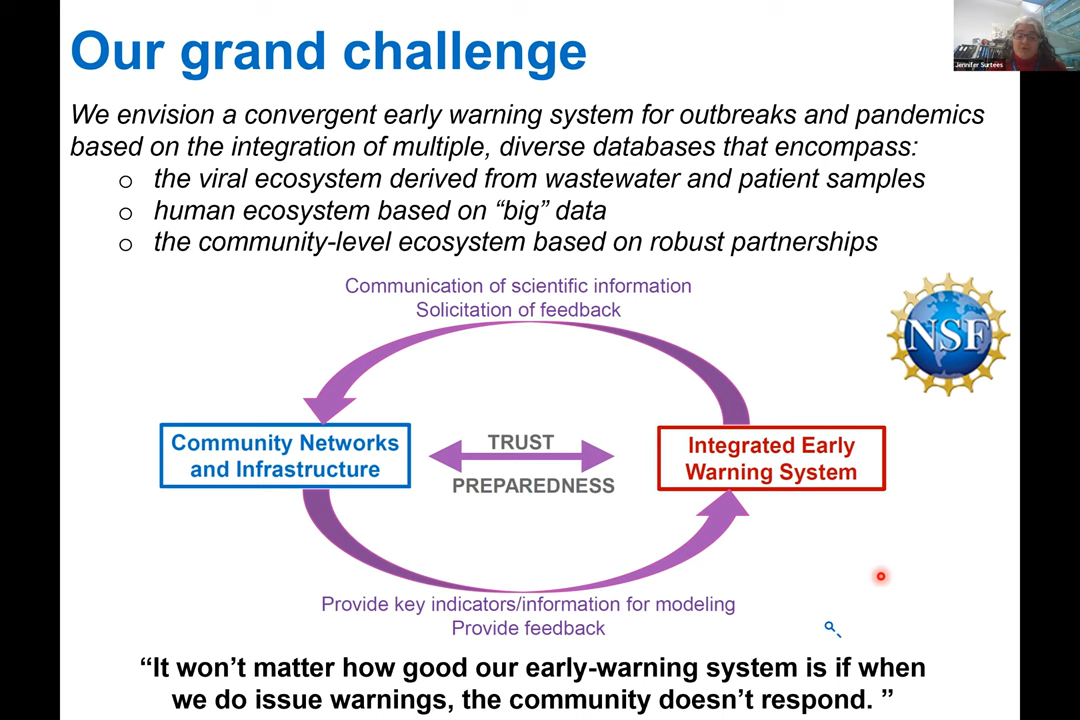 Our grand challenge
Jennifer Surtees
We envision a convergent early warning system for outbreaks and pandemics
based on the integration of multiple, diverse databases that encompass:
o the viral ecosystem derived from wastewater and patient samples
o human ecosystem based on “big” data
o the community-level ecosystem based on robust partnerships
Communication of scientific information
Solicitation of feedback
NSF
Community Networks
and Infrastructure
TRUST
PREPAREDNESS
Integrated Early
Warning System
Provide key indicators/information for modeling
Provide feedback
“It won’t matter how good our early-warning system is if when
we do issue warnings, the community doesn’t respond. ”